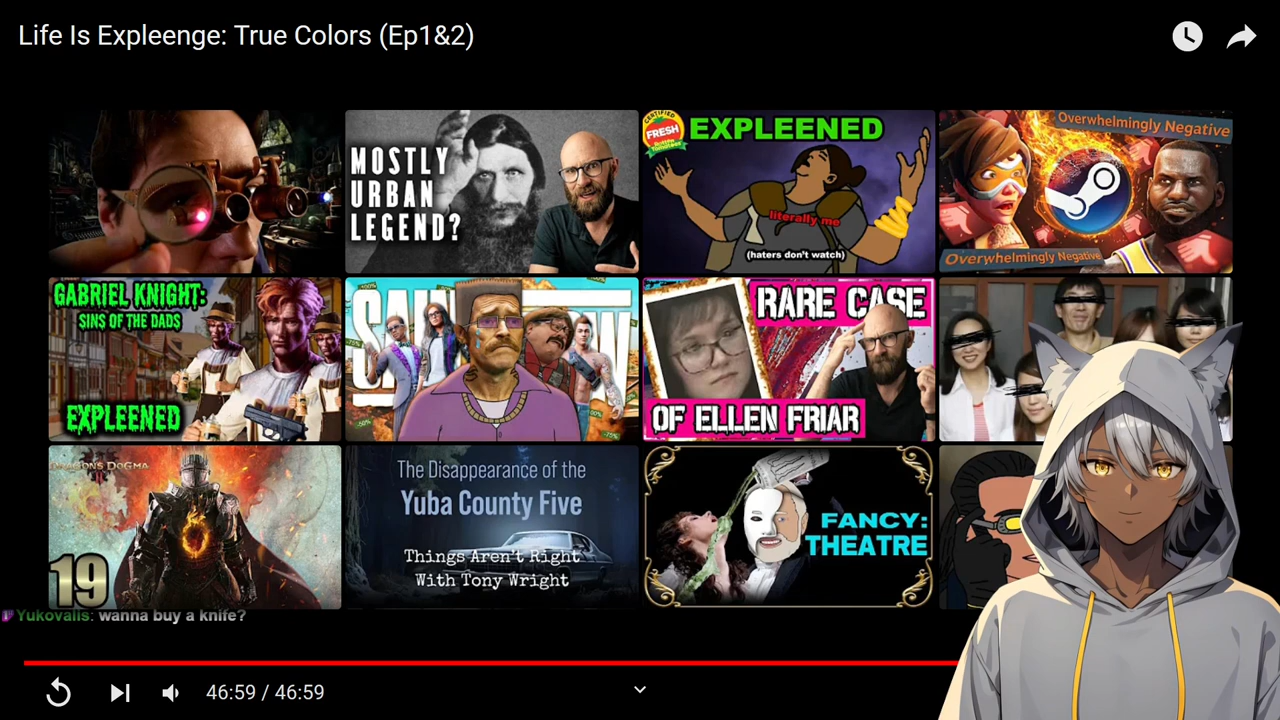 Life Is Expleenge: True Colors (Ep1&2)
MOSTLY
URBAN
LEGEND?
CERTIFIED
FRESH
EXPLEENED
literally me
(haters don't watch)
Overwhelmingly Negative
Overwhelmingly Negative
GABRIEL KNIGHT:
SINS OF THE DADS
EXPLEENED
RARE CASE
OF ELLEN FRIAR
DRAGON'S DOGMA
19
The Disappearance of the
Yuba County Five
Things Aren't Right
With Tony Wright
FANCY:
THEATRE
Yukovalis: wanna buy a knife?
46:59 / 46:59